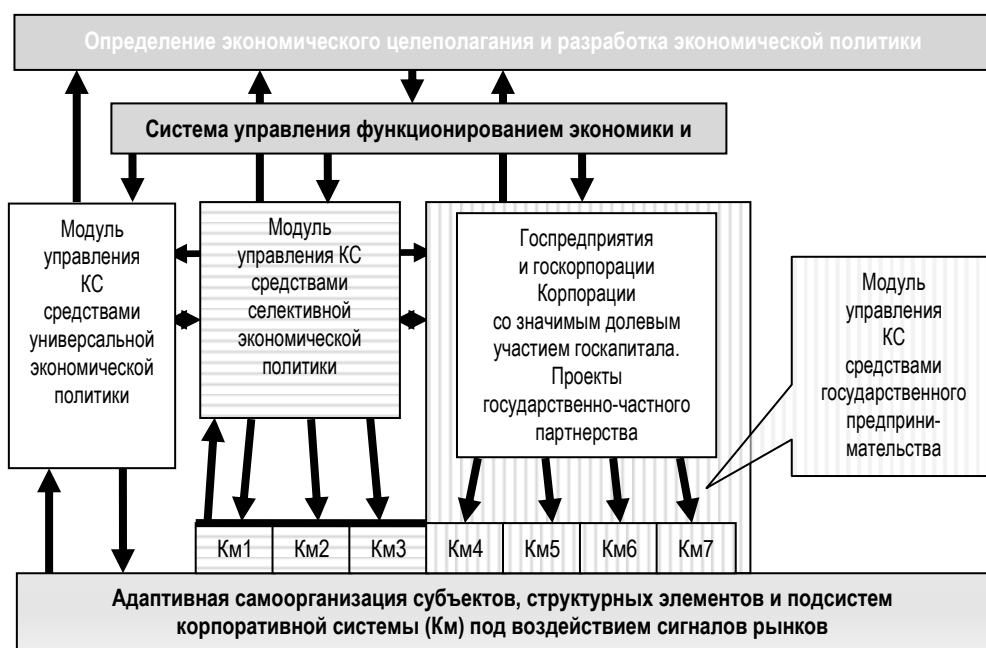 Определение экономического целеполагания и разработка экономической политики
Система управления функционированием экономики и
Модуль
управления
КС
средствами
универсальной
экономической
политики
Модуль
управления КС
средствами
селективной
экономической
политики
Госпредприятия
и госкорпорации
Корпорации
со значимым долевым
участием госкапитала.
Проекты
государственно-частного
партнерства
Модуль
управления
КС
средствами
государственного
предприни-
мательства
Км1
Км2
Км3
Км4
Км5
Км6
Км7
Адаптивная самоорганизация субъектов, структурных элементов и подсистем
корпоративной системы (Км) под воздействием сигналов рынков